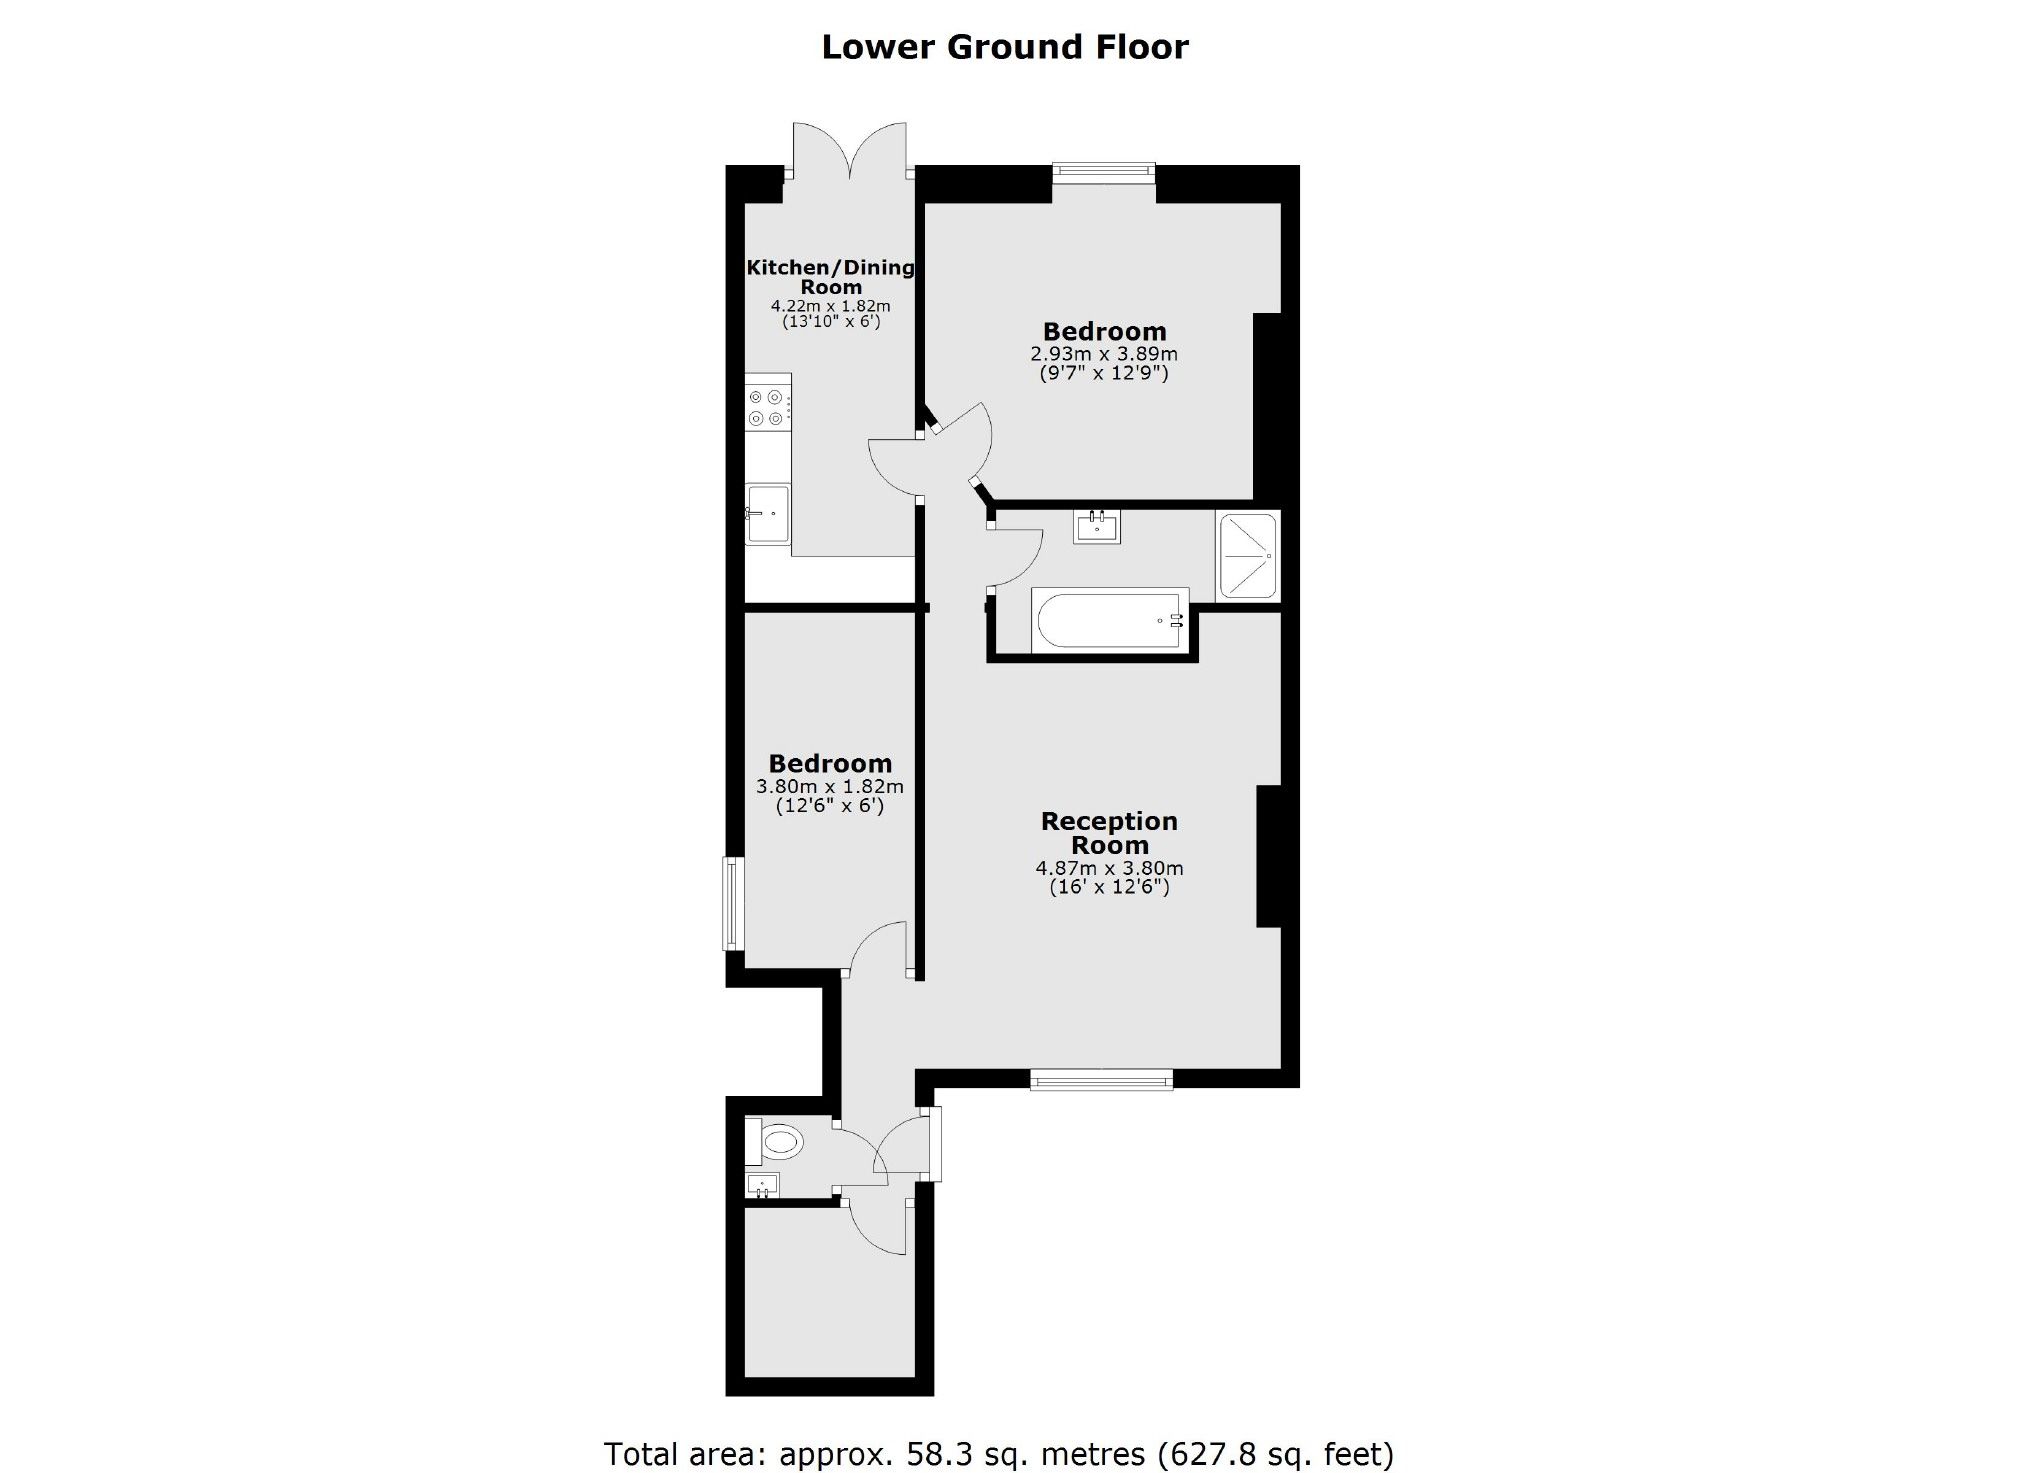 Lower Ground Floor
Kitchen/Dining
Room
4.22m x 1.82m
(13'10" x 6')
Bedroom
2.93m x 3.89m
(9'7" x 12'9")
Bedroom
3.80m x 1.82m
(12'6" x 6')
Reception
Room
4.87m x 3.80m
(16' x 12'6")
Total area: approx. 58.3 sq. metres (627.8 sq. feet)